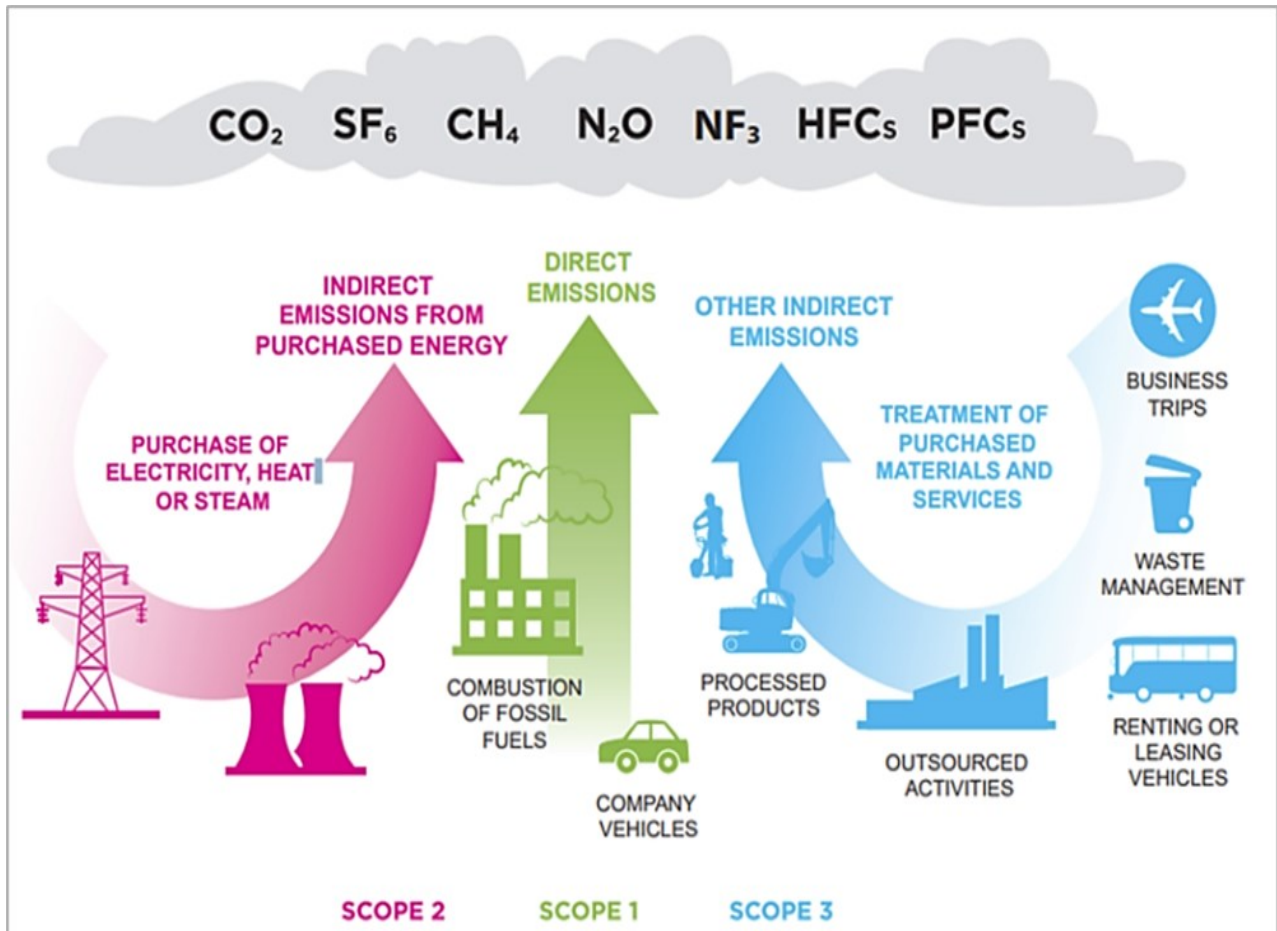 CO₂ SF₆ CH₄ N₂O NF₃ HFCs PFCs
INDIRECT
EMISSIONS FROM
PURCHASED ENERGY
DIRECT
EMISSIONS
OTHER INDIRECT
EMISSIONS
PURCHASE OF
ELECTRICITY, HEAT
OR STEAM
TREATMENT OF
PURCHASED
MATERIALS AND
SERVICES
BUSINESS
TRIPS
WASTE
MANAGEMENT
COMBUSTION
OF FOSSIL
FUELS
COMPANY
VEHICLES
PROCESSED
PRODUCTS
OUTSOURCED
ACTIVITIES
RENTING OR
LEASING
VEHICLES
SCOPE 2
SCOPE 1
SCOPE 3